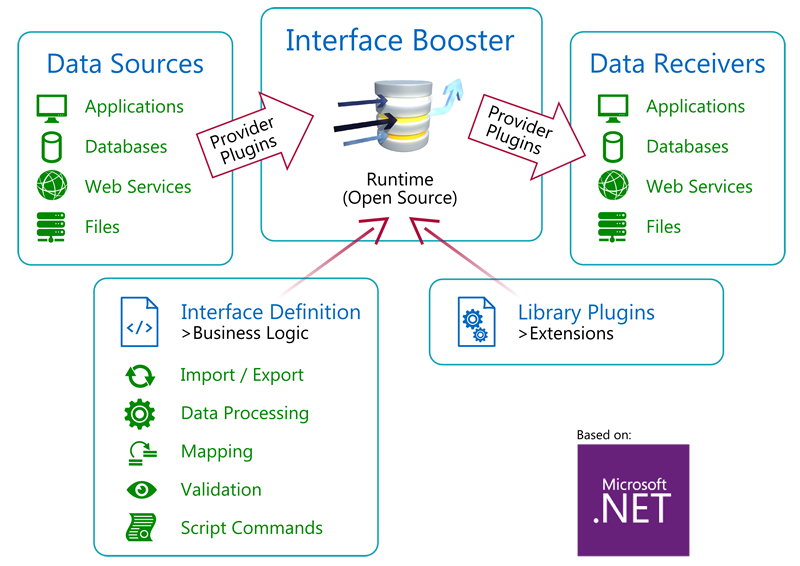 Data Sources
Applications
Databases
Web Services
Files
Provider
Plugins
Interface Booster
Runtime
(Open Source)
Provider
Plugins
Data Receivers
Applications
Databases
Web Services
Files
</>
Interface Definition
>Business Logic
Import / Export
Data Processing
Mapping
Validation
Script Commands
Library Plugins
>Extensions
Based on:
Microsoft
.NET